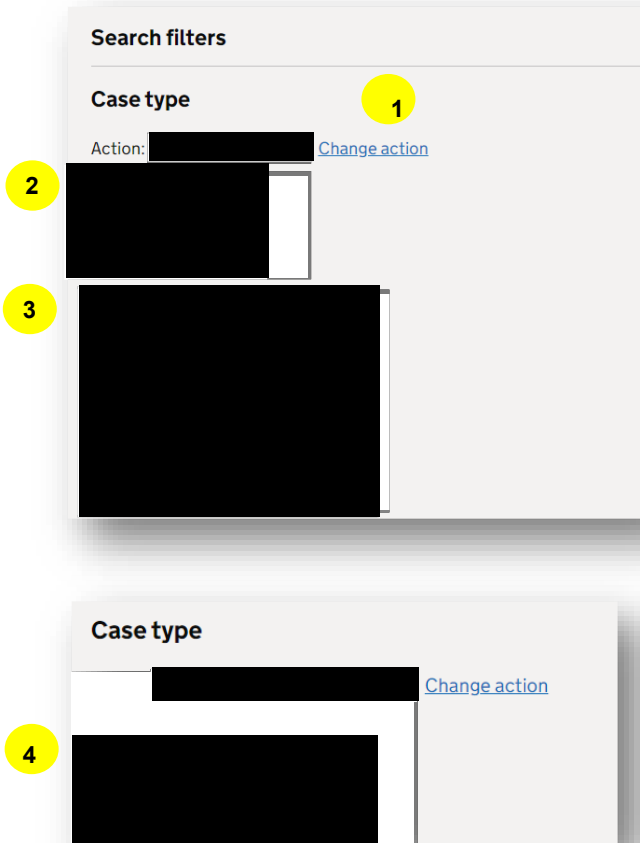 Search filters
Case type
1
Action: Change action
2
3
Case type
Change action
4